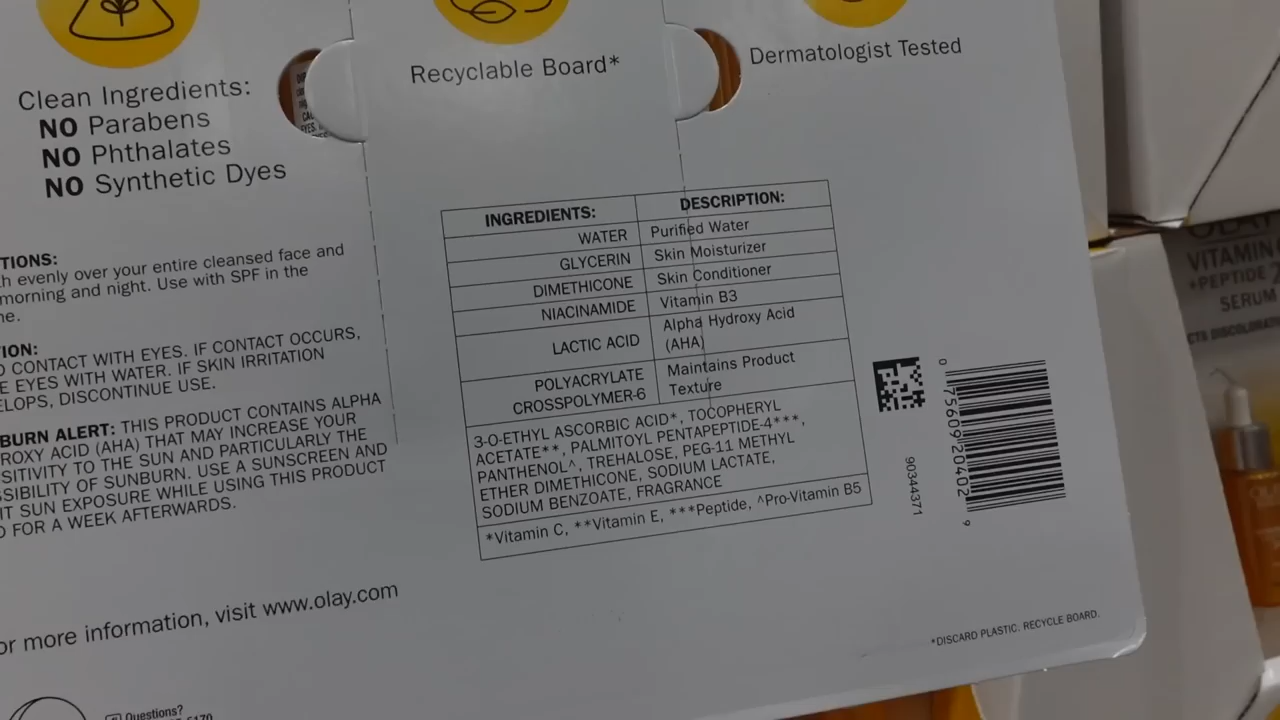 Clean Ingredients:
NO Parabens
NO Phthalates
NO Synthetic Dyes
Recyclable Board*
Dermatologist Tested
TIONS:
h evenly over your entire cleansed face and
morning and night. Use with SPF in the
ne.
ION:
CONTACT WITH EYES. IF CONTACT OCCURS,
E EYES WITH WATER. IF SKIN IRRITATION
ELOPS, DISCONTINUE USE.
BURN ALERT: THIS PRODUCT CONTAINS ALPHA
ROXY ACID (AHA) THAT MAY INCREASE YOUR
SITIVITY TO THE SUN AND PARTICULARLY THE
SSIBILITY OF SUNBURN. USE A SUNSCREEN AND
IT SUN EXPOSURE WHILE USING THIS PRODUCT
FOR A WEEK AFTERWARDS.
or more information, visit www.olay.com
Questions?
INGREDIENTS: DESCRIPTION:
WATER Purified Water
GLYCERIN Skin Moisturizer
DIMETHICONE Skin Conditioner
NIACINAMIDE Vitamin B3
LACTIC ACID Alpha Hydroxy Acid
(AHA)
POLYACRYLATE Maintains Product
CROSSPOLYMER-6 Texture
3-O-ETHYL ASCORBIC ACID*, TOCOPHERYL
ACETATE**, PALMITOYL PENTAPEPTIDE-4***,
PANTHENOL^, TREHALOSE, PEG-11 METHYL
ETHER DIMETHICONE, SODIUM LACTATE,
SODIUM BENZOATE, FRAGRANCE
*Vitamin C, **Vitamin E, ***Peptide, ^Pro-Vitamin B5
90344371
0 75609 20402 9
*DISCARD PLASTIC. RECYCLE BOARD.
VITAMIN
+PEPTIDE
SERUM